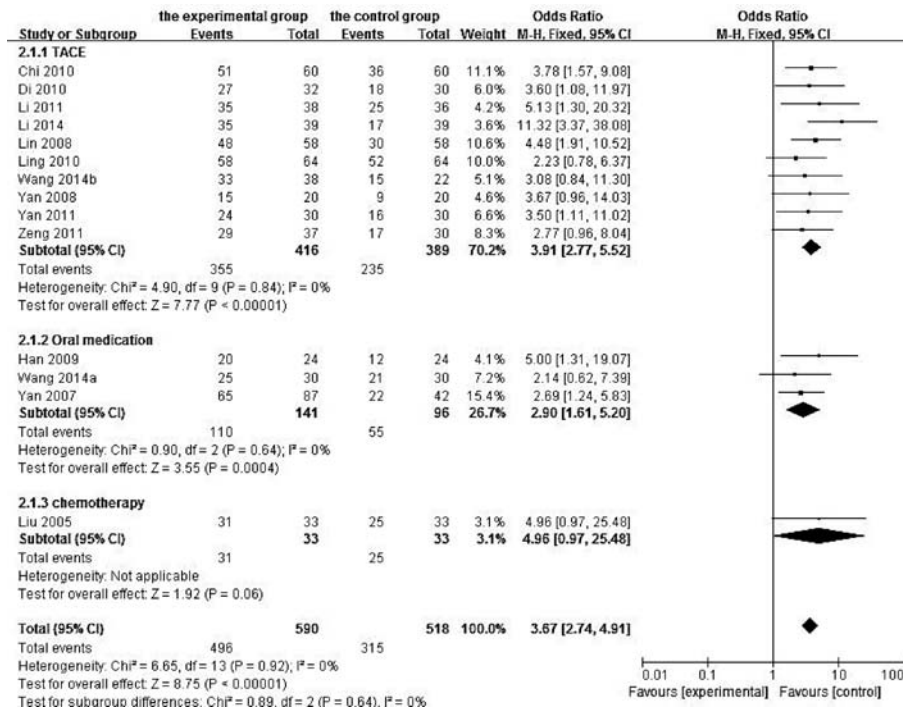 the experimental group the control group Odds Ratio Odds Ratio
Study or Subgroup Events Total Events Total Weight M-H, Fixed, 95% CI M-H, Fixed, 95% CI
2.1.1 TACE
Chi 2010 51 60 36 60 11.1% 3.78 [1.57, 9.08]
Di 2010 27 32 18 30 6.0% 3.60 [1.08, 11.97]
Li 2011 35 38 25 36 4.2% 5.13 [1.30, 20.32]
Li 2014 35 39 17 39 3.6% 11.32 [3.37, 38.08]
Lin 2008 48 58 30 58 10.6% 4.48 [1.91, 10.52]
Ling 2010 58 64 52 64 10.0% 2.23 [0.78, 6.37]
Wang 2014b 33 38 15 22 5.1% 3.08 [0.84, 11.30]
Yan 2008 15 20 9 20 4.7% 3.67 [0.96, 14.03]
Yan 2011 24 30 16 30 6.6% 3.50 [1.11, 11.02]
Zeng 2011 29 37 17 30 8.3% 2.77 [0.96, 8.04]
Subtotal (95% CI) 416 389 70.2% 3.91 [2.77, 5.52]
Total events 355 235
Heterogeneity: Chi² = 4.90, df = 9 (P = 0.84); I² = 0%
Test for overall effect: Z = 7.77 (P < 0.00001)
2.1.2 Oral medication
Han 2009 20 24 12 24 4.1% 5.00 [1.31, 19.07]
Wang 2014a 25 30 21 30 7.2% 2.14 [0.62, 7.39]
Yan 2007 65 87 22 42 15.4% 2.69 [1.24, 5.83]
Subtotal (95% CI) 141 96 26.7% 2.90 [1.61, 5.20]
Total events 110 55
Heterogeneity: Chi² = 0.90, df = 2 (P = 0.64); I² = 0%
Test for overall effect: Z = 3.55 (P = 0.0004)
2.1.3 chemotherapy
Liu 2005 31 33 25 33 3.1% 4.96 [0.97, 25.48]
Subtotal (95% CI) 33 33 3.1% 4.96 [0.97, 25.48]
Total events 31 25
Heterogeneity: Not applicable
Test for overall effect: Z = 1.92 (P = 0.06)
Total (95% CI) 590 518 100.0% 3.67 [2.74, 4.91]
Total events 496 315
Heterogeneity: Chi² = 6.65, df = 13 (P = 0.92); I² = 0%
Test for overall effect: Z = 8.75 (P < 0.00001)
Test for subgroup differences: Chi² = 0.89, df = 2 (P = 0.64), I² = 0%
0.01 0.1 1 10 100
Favours [experimental] Favours [control]